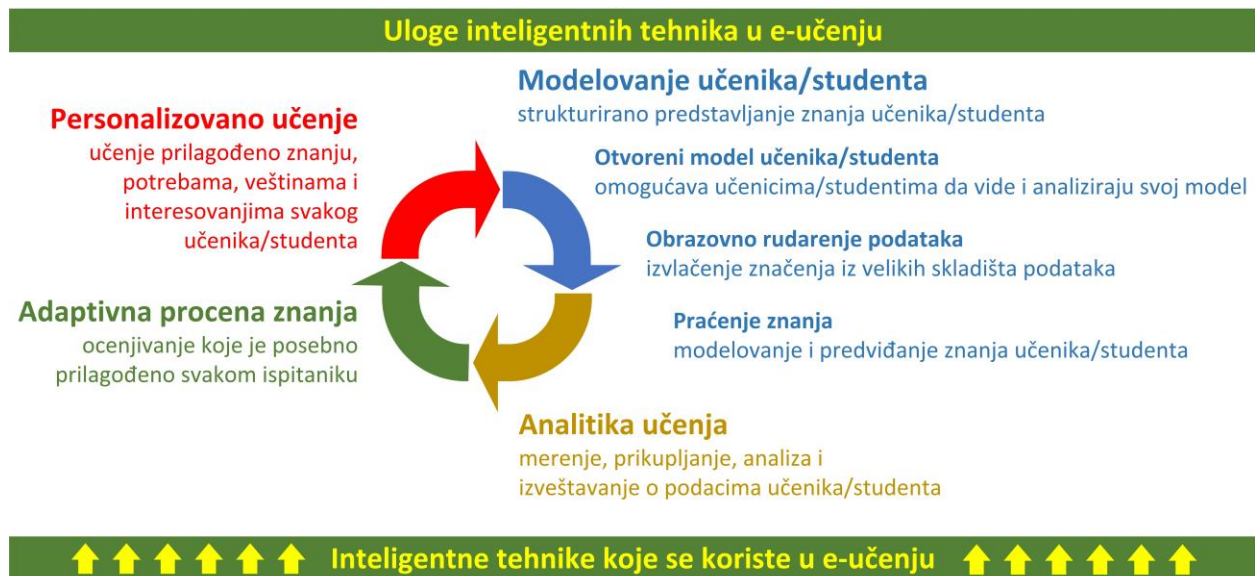 Uloge inteligentnih tehnika u e-učenju
Modelovanje učenika/studenta
strukturirano predstavljanje znanja učenika/studenta
Personalizovano učenje
učenje prilagođeno znanju,
potrebama, veštinama i
interesovanjima svakog
učenika/studenta
Otvoreni model učenika/studenta
omogućava učenicima/studentima da vide i analiziraju svoj model
Obrazovno rudarenje podataka
izvlačenje značenja iz velikih skladišta podataka
Praćenje znanja
modelovanje i predviđanje znanja učenika/studenta
Adaptivna procena znanja
ocenjivanje koje je posebno
prilagođeno svakom ispitaniku
Analitika učenja
merenje, prikupljanje, analiza i
izveštavanje o podacima učenika/studenta
Inteligentne tehnike koje se koriste u e-učenju